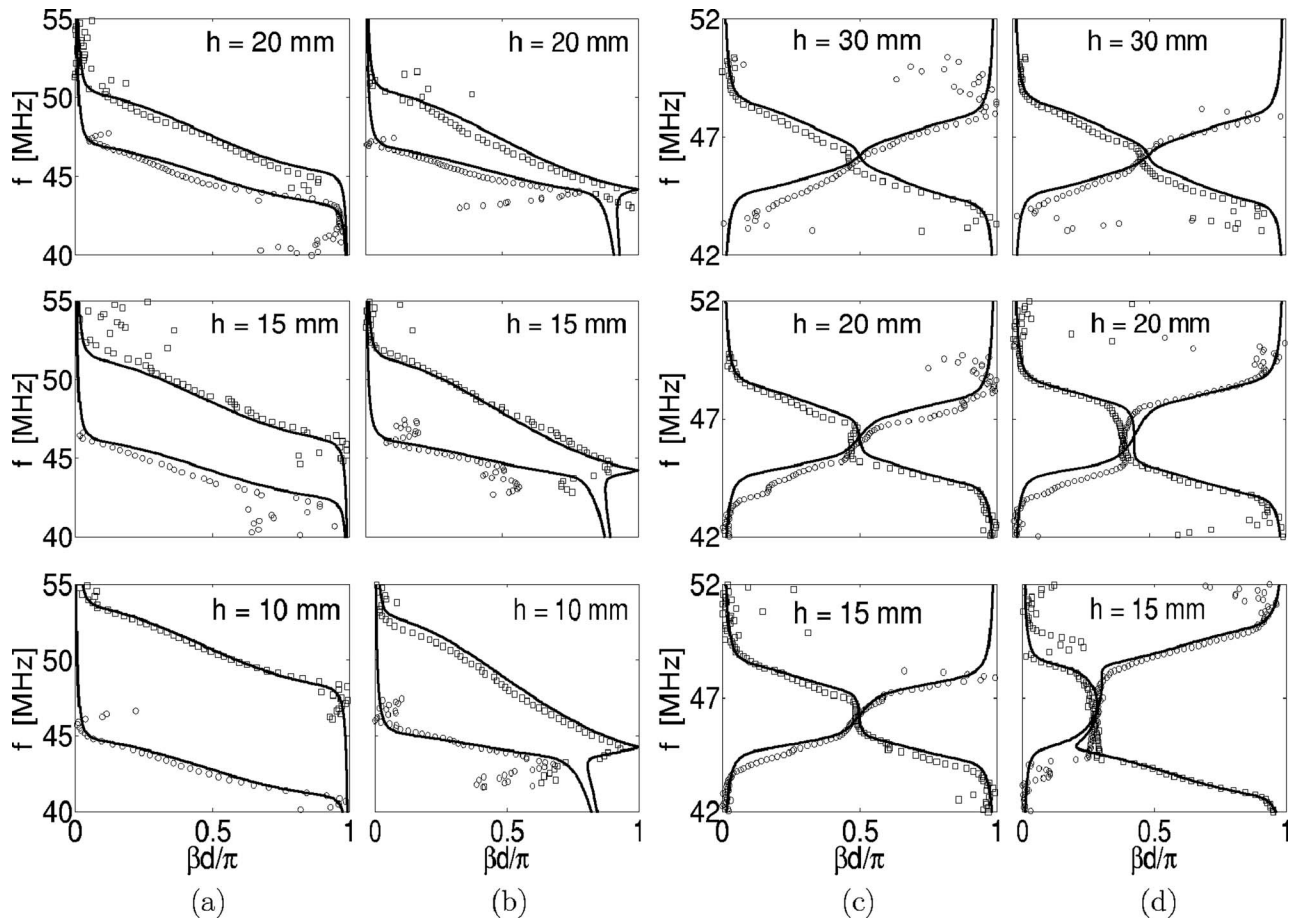 55 h = 20 mm h = 20 mm 52 h = 30 mm h = 30 mm
50
45
40
f [MHz]
47
42
f [MHz]
55 h = 15 mm h = 15 mm 52 h = 20 mm h = 20 mm
50
45
40
f [MHz]
47
42
f [MHz]
55 h = 10 mm h = 10 mm 52 h = 15 mm h = 15 mm
50
45
40
f [MHz]
47
42
f [MHz]
0 0.5 1 0 0.5 1 0 0.5 1 0 0.5 1
βd/π βd/π βd/π βd/π
(a) (b) (c) (d)